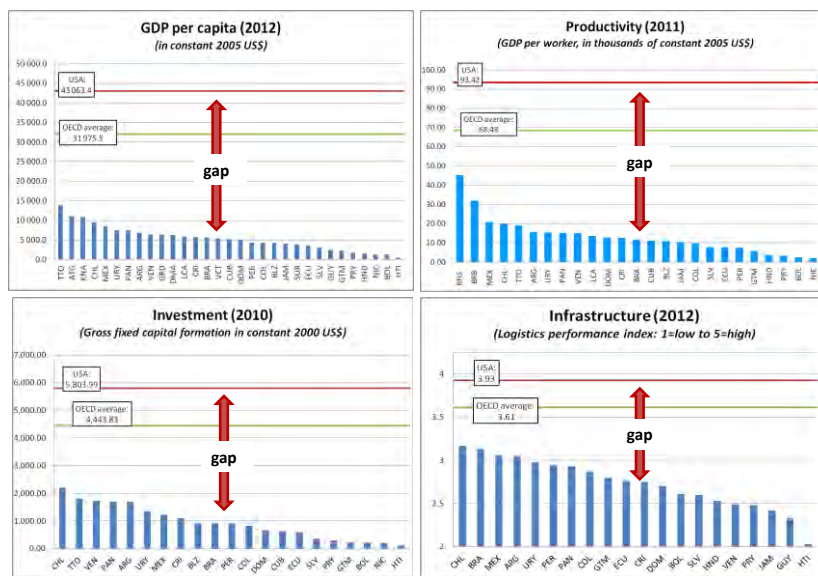 GDP per capita (2012)
(in constant 2005 US$)
50 000.0
45 000.0
40 000.0
35 000.0
30 000.0
25 000.0
20 000.0
15 000.0
10 000.0
5 000.0
0.0
USA:
43 063.4
OECD average:
31 975.5
gap
TTO ATG KNA CHL MEX URY PAN ARG VEN GRD DMA LCA CRI BRA VCT CUB DOM PER COL BLZ JAM SUR ECU SLV GUY GTM PRY HND NIC BOL HTI
Productivity (2011)
(GDP per worker, in thousands of constant 2005 US$)
100.00
90.00
80.00
70.00
60.00
50.00
40.00
30.00
20.00
10.00
0.00
USA:
93.42
OECD average:
68.48
gap
BHS BRB MEX CHL TTO ARG URY PAN VEN LCA DOM CRI BRA CUB BLZ JAM COL SLV ECU PER GTM HND PRY BOL NIC
Investment (2010)
(Gross fixed capital formation in constant 2000 US$)
7,000.00
6,000.00
5,000.00
4,000.00
3,000.00
2,000.00
1,000.00
0.00
USA:
5,803.99
OECD average:
4,443.83
gap
CHL TTO VEN PAN ARG URY MEX CRI BLZ BRA PER COL DOM CUB ECU SLV PRY GTM BOL NIC HTI
Infrastructure (2012)
(Logistics performance index: 1=low to 5=high)
4
3.5
3
2.5
2
USA:
3.93
OECD average:
3.61
gap
CHL BRA MEX ARG URY PER PAN COL GTM ECU CRI DOM BOL SLV HND VEN PRY JAM GUY HTI